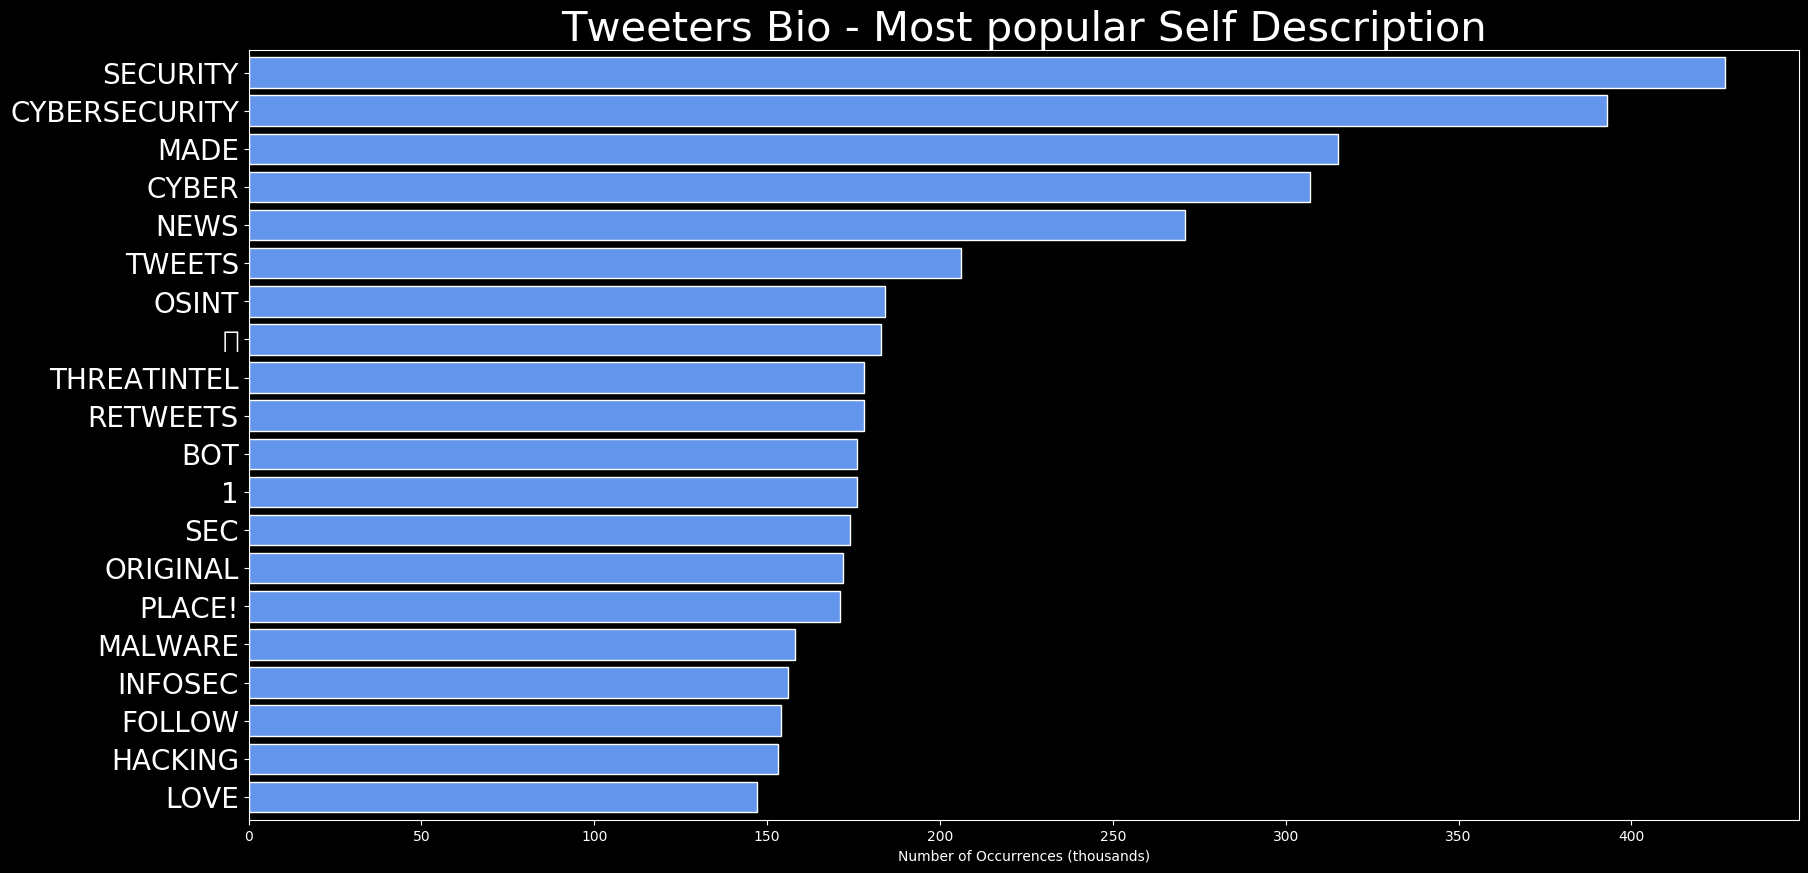 Tweeters Bio - Most popular Self Description
SECURITY
CYBERSECURITY
MADE
CYBER
NEWS
TWEETS
OSINT
THREATINTEL
RETWEETS
BOT
1
SEC
ORIGINAL
PLACE!
MALWARE
INFOSEC
FOLLOW
HACKING
LOVE
0 50 100 150 200 250 300 350 400
Number of Occurrences (thousands)